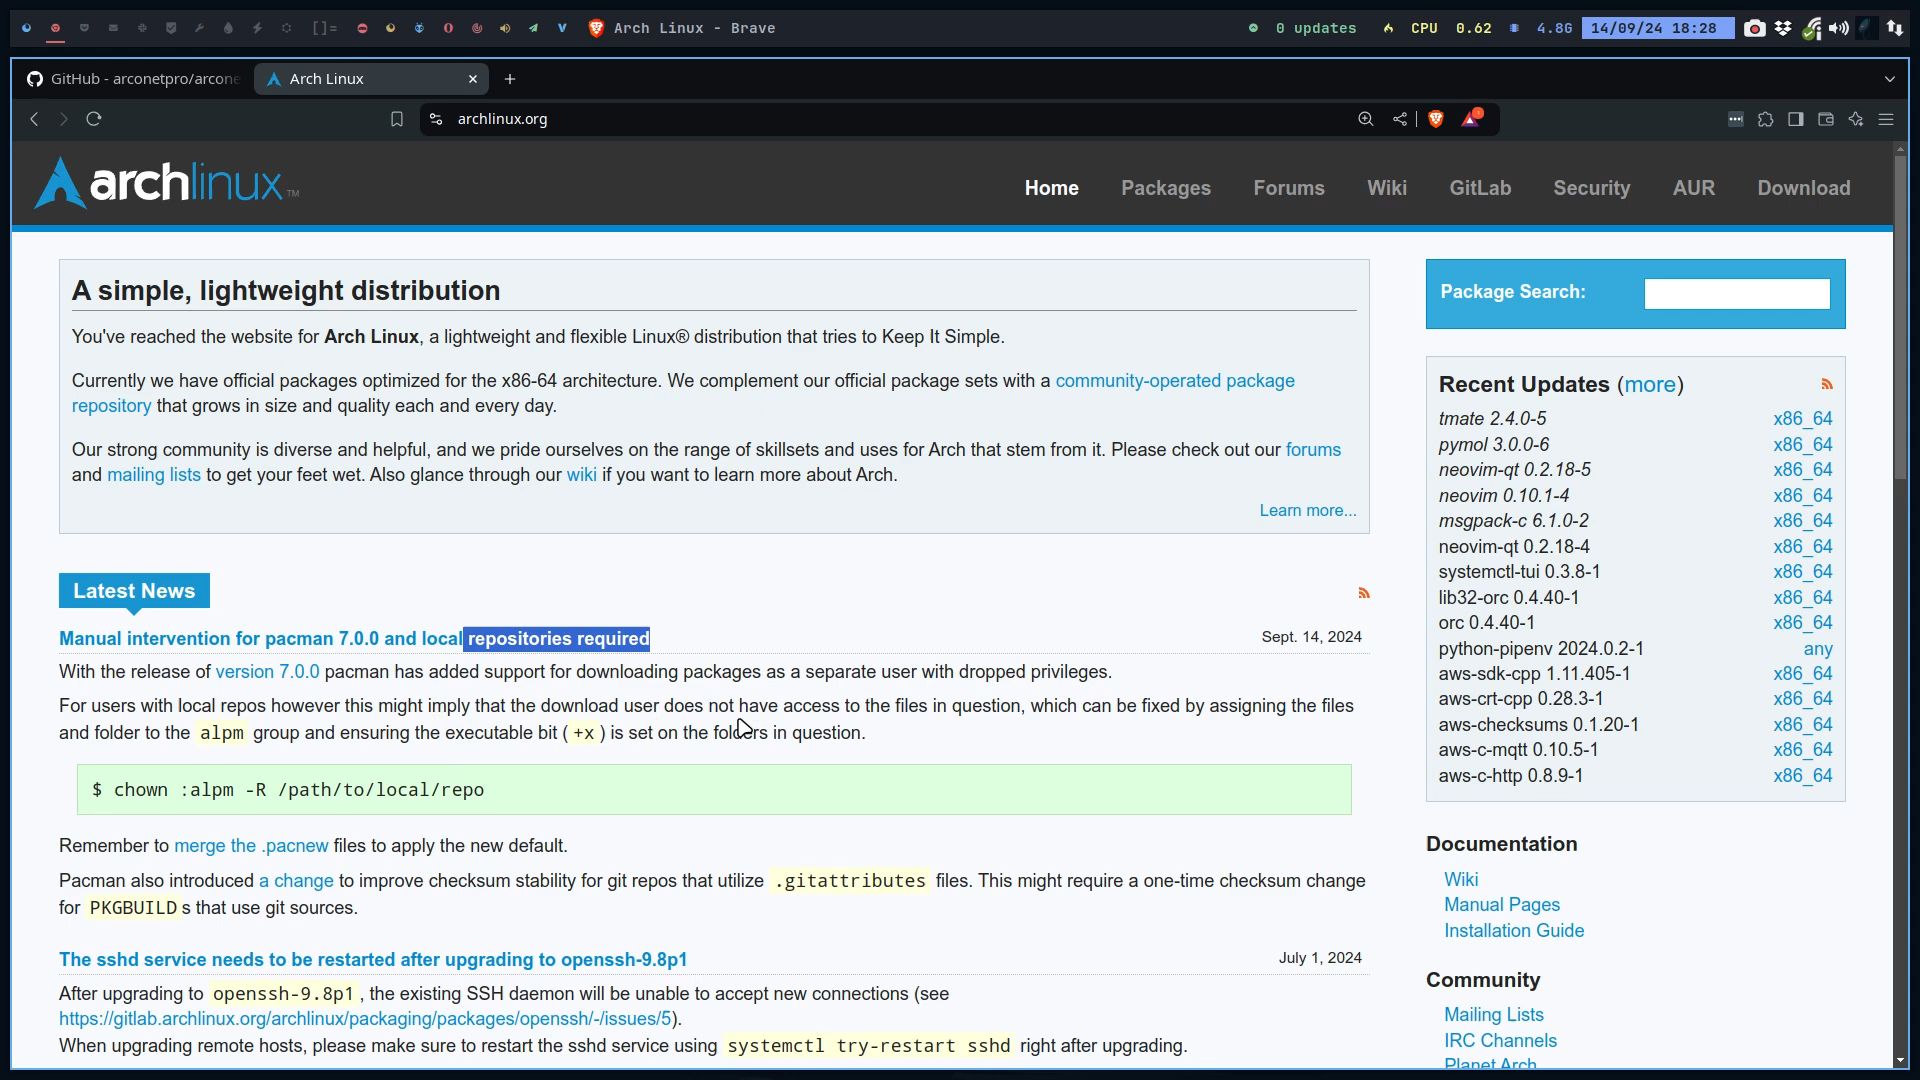 []= Arch Linux - Brave 0 updates CPU 0.62 4.8G 14/09/24 18:28
GitHub - arconetpro/arcone Arch Linux
archlinux.org
archlinux™
Home Packages Forums Wiki GitLab Security AUR Download
A simple, lightweight distribution
You've reached the website for Arch Linux, a lightweight and flexible Linux® distribution that tries to Keep It Simple.
Currently we have official packages optimized for the x86-64 architecture. We complement our official package sets with a community-operated package
repository that grows in size and quality each and every day.
Our strong community is diverse and helpful, and we pride ourselves on the range of skillsets and uses for Arch that stem from it. Please check out our forums
and mailing lists to get your feet wet. Also glance through our wiki if you want to learn more about Arch.
Learn more...
Latest News
Manual intervention for pacman 7.0.0 and local repositories required Sept. 14, 2024
With the release of version 7.0.0 pacman has added support for downloading packages as a separate user with dropped privileges.
For users with local repos however this might imply that the download user does not have access to the files in question, which can be fixed by assigning the files
and folder to the alpm group and ensuring the executable bit (+x) is set on the folders in question.
$ chown :alpm -R /path/to/local/repo
Remember to merge the .pacnew files to apply the new default.
Pacman also introduced a change to improve checksum stability for git repos that utilize .gitattributes files. This might require a one-time checksum change
for PKGBUILDs that use git sources.
The sshd service needs to be restarted after upgrading to openssh-9.8p1 July 1, 2024
After upgrading to openssh-9.8p1, the existing SSH daemon will be unable to accept new connections (see
https://gitlab.archlinux.org/archlinux/packaging/packages/openssh/-/issues/5).
When upgrading remote hosts, please make sure to restart the sshd service using systemctl try-restart sshd right after upgrading.
Package Search:
Recent Updates (more)
tmate 2.4.0-5 x86_64
pymol 3.0.0-6 x86_64
neovim-qt 0.2.18-5 x86_64
neovim 0.10.1-4 x86_64
msgpack-c 6.1.0-2 x86_64
neovim-qt 0.2.18-4 x86_64
systemctl-tui 0.3.8-1 x86_64
lib32-orc 0.4.40-1 x86_64
orc 0.4.40-1 x86_64
python-pipenv 2024.0.2-1 any
aws-sdk-cpp 1.11.405-1 x86_64
aws-crt-cpp 0.28.3-1 x86_64
aws-checksums 0.1.20-1 x86_64
aws-c-mqtt 0.10.5-1 x86_64
aws-c-http 0.8.9-1 x86_64
Documentation
Wiki
Manual Pages
Installation Guide
Community
Mailing Lists
IRC Channels
Planet Arch